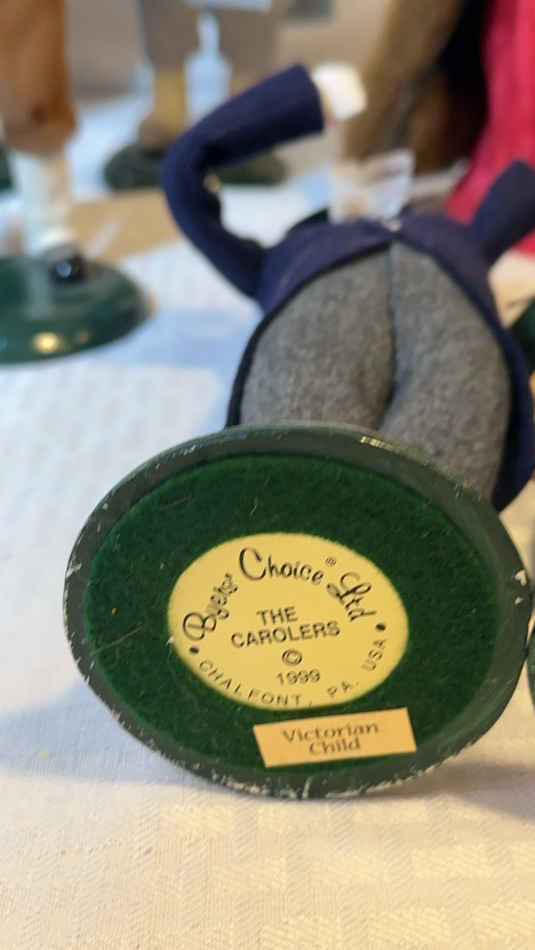 Byers' Choice® Ltd
THE
CAROLERS
©
1999
• CHALFONT, PA. USA •
Victorian
Child